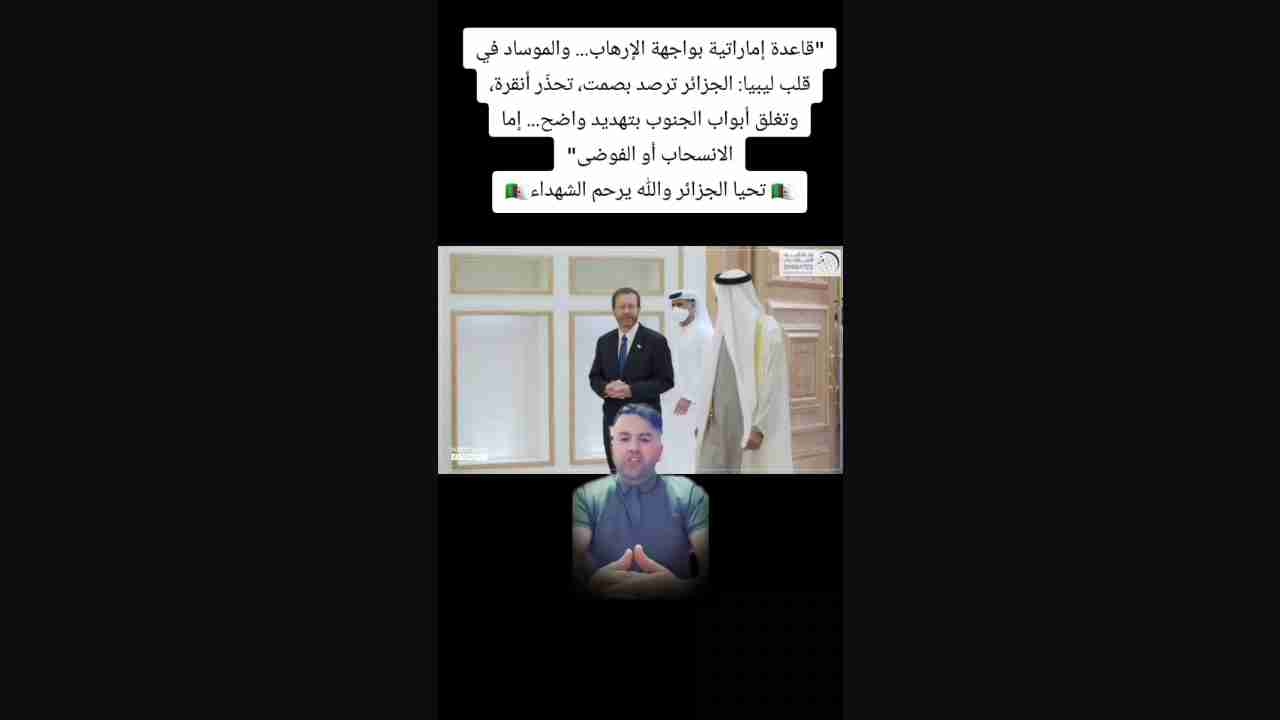 "قاعدة إماراتية بواجهة الإرهاب... والموساد في
قلب ليبيا: الجزائر ترصد بصمت، تحذّر أنقرة،
وتغلق أبواب الجنوب بتهديد واضح... إما
الانسحاب أو الفوضى"
🇩🇿 تحيا الجزائر والله يرحم الشهداء 🇩🇿